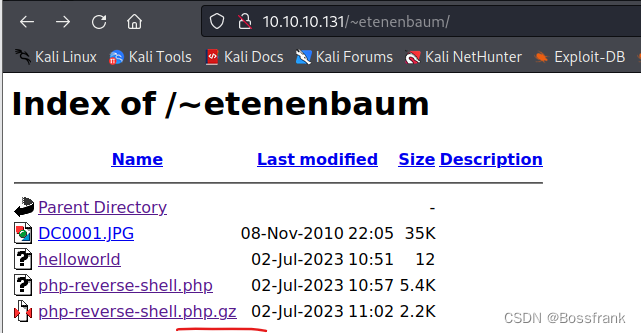 10.10.10.131/~etenenbaum/
Kali Linux Kali Tools Kali Docs Kali Forums Kali NetHunter Exploit-DB
Index of /~etenenbaum
Name Last modified Size Description
Parent Directory -
DC0001.JPG 08-Nov-2010 22:05 35K
helloworld 02-Jul-2023 10:51 12
php-reverse-shell.php 02-Jul-2023 10:57 5.4K
php-reverse-shell.php.gz 02-Jul-2023 11:02 2.2K
CSDN @Bossfrank